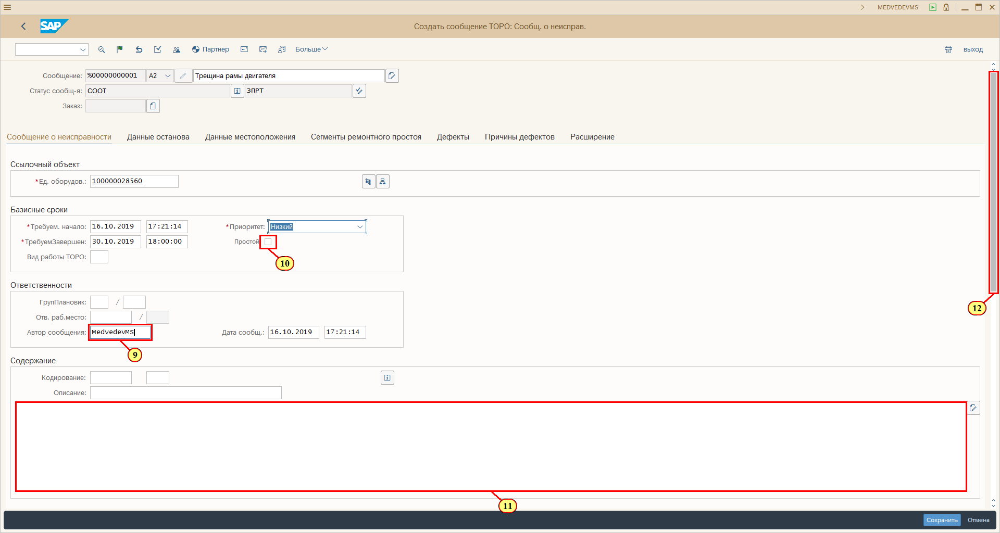 MEDVEDEVMS
SAP
Создать сообщение ТОРО: Сообщ. о неисправ.
Партнер
Больше
выход
Сообщение: %00000000001 A2 Трещина рамы двигателя
Статус сообщ-я: СООТ ЗПРТ
Заказ:
Сообщение о неисправности Данные останова Данные местоположения Сегменты ремонтного простоя Дефекты Причины дефектов Расширение
Ссылочный объект
*Ед. оборудов.: 100000028560
Базисные сроки
*Требуем. начало: 16.10.2019 17:21:14 *Приоритет: Низкий
*ТребуемЗавершен: 30.10.2019 18:00:00 Простой
Вид работы ТОРО:
10
Ответственности
12
ГрупПлановик: /
Отв. раб.место: /
Автор сообщения: MedvedevMS Дата сообщ.: 16.10.2019 17:21:14
9
Содержание
Кодирование:
Описание:
11
Сохранить Отмена